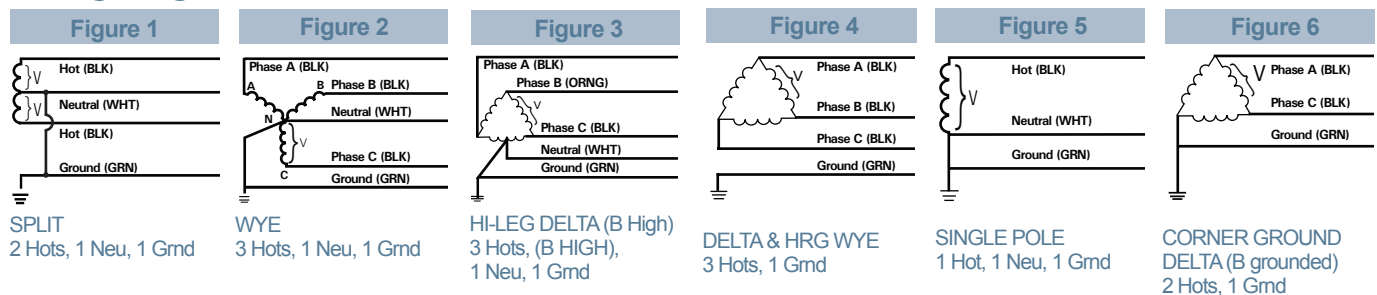 Figure 1
Hot (BLK)
V
Neutral (WHT)
V
Hot (BLK)
Ground (GRN)
SPLIT
2 Hots, 1 Neu, 1 Grnd
Figure 2
Phase A (BLK)
A
B Phase B (BLK)
Neutral (WHT)
N
V
Phase C (BLK)
C
Ground (GRN)
WYE
3 Hots, 1 Neu, 1 Grnd
Figure 3
Phase A (BLK)
Phase B (ORNG)
V
Phase C (BLK)
Neutral (WHT)
Ground (GRN)
HI-LEG DELTA (B High)
3 Hots, (B HIGH),
1 Neu, 1 Grnd
Figure 4
V
Phase A (BLK)
Phase B (BLK)
Phase C (BLK)
Ground (GRN)
DELTA & HRG WYE
3 Hots, 1 Grnd
Figure 5
Hot (BLK)
V
Neutral (WHT)
Ground (GRN)
SINGLE POLE
1 Hot, 1 Neu, 1 Grnd
Figure 6
V Phase A (BLK)
Phase C (BLK)
Ground (GRN)
CORNER GROUND
DELTA (B grounded)
2 Hots, 1 Grnd